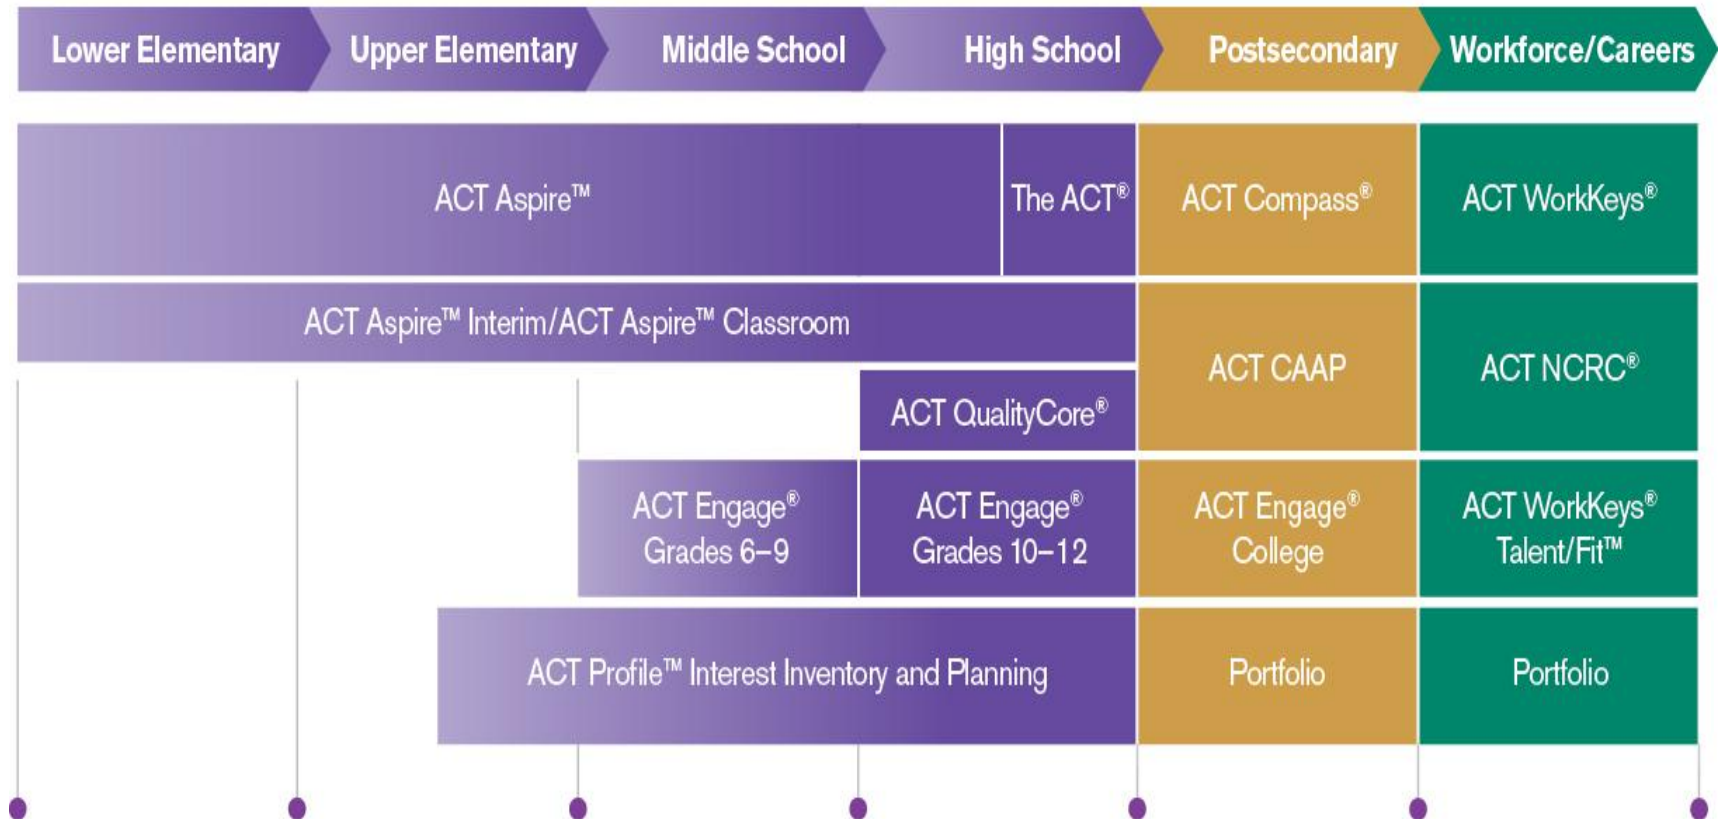 Lower Elementary
Upper Elementary
Middle School
High School
Postsecondary
Workforce/Careers
ACT Aspire™
The ACT®
ACT Compass®
ACT WorkKeys®
ACT Aspire™ Interim/ACT Aspire™ Classroom
ACT CAAP
ACT NCRC®
ACT QualityCore®
ACT Engage®
Grades 6–9
ACT Engage®
Grades 10–12
ACT Engage®
College
ACT WorkKeys®
Talent/Fit™
ACT Profile™ Interest Inventory and Planning
Portfolio
Portfolio